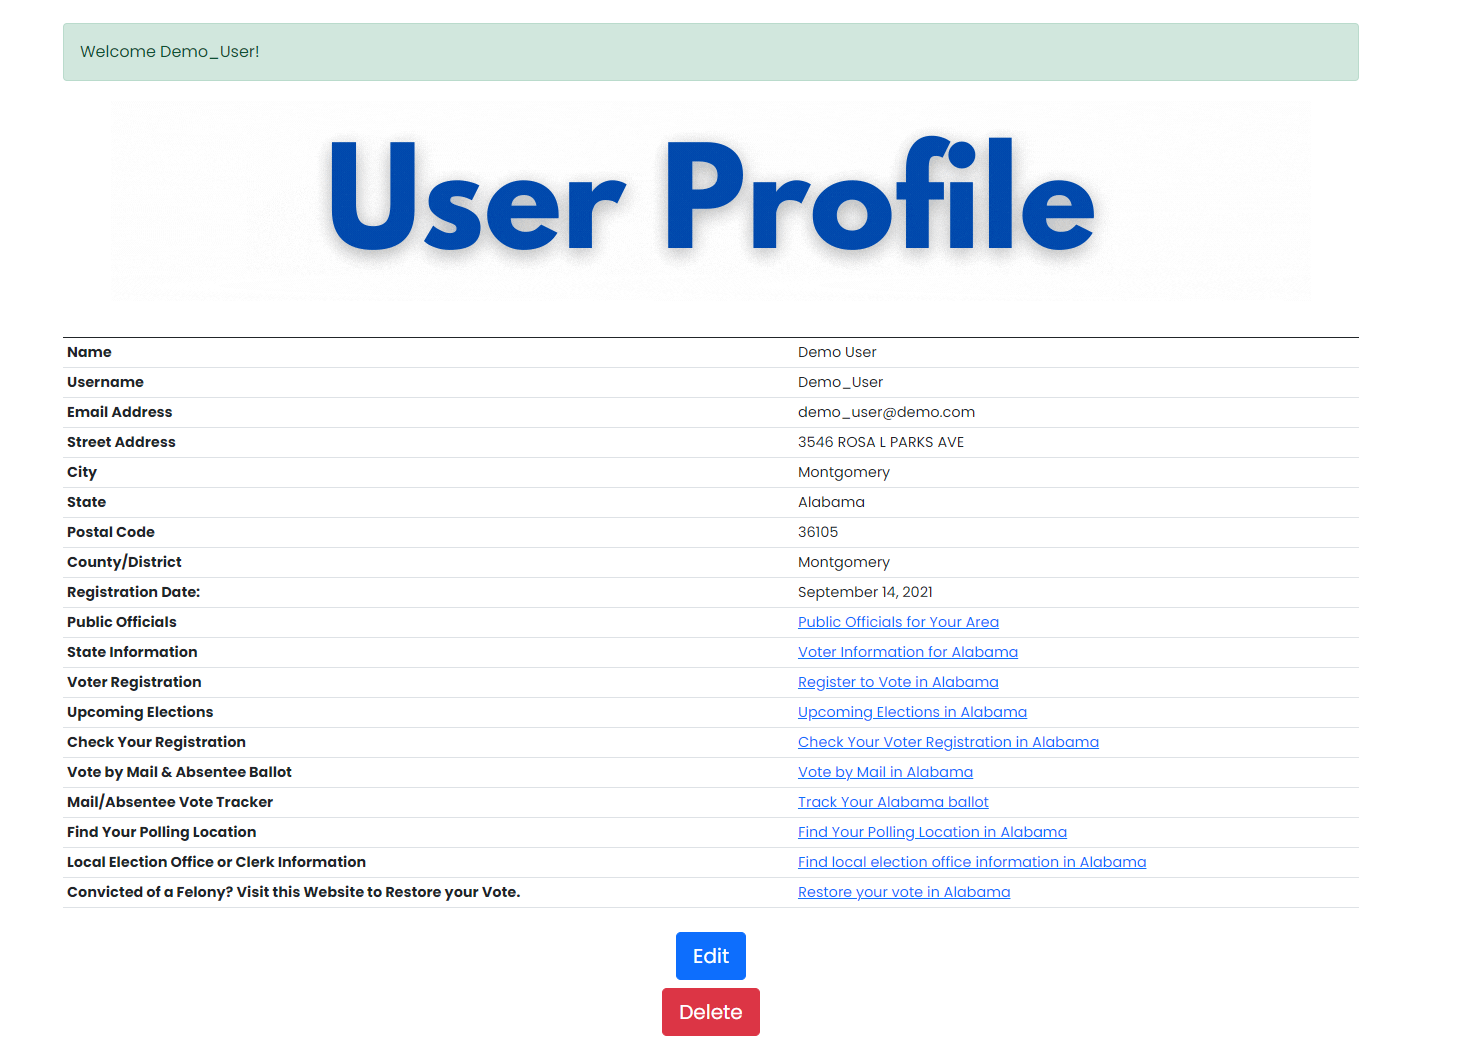 Welcome Demo_User!
User Profile
Name Demo User
Username Demo_User
Email Address demo_user@demo.com
Street Address 3546 ROSA L PARKS AVE
City Montgomery
State Alabama
Postal Code 36105
County/District Montgomery
Registration Date: September 14, 2021
Public Officials Public Officials for Your Area
State Information Voter Information for Alabama
Voter Registration Register to Vote in Alabama
Upcoming Elections Upcoming Elections in Alabama
Check Your Registration Check Your Voter Registration in Alabama
Vote by Mail & Absentee Ballot Vote by Mail in Alabama
Mail/Absentee Vote Tracker Track Your Alabama ballot
Find Your Polling Location Find Your Polling Location in Alabama
Local Election Office or Clerk Information Find local election office information in Alabama
Convicted of a Felony? Visit this Website to Restore your Vote. Restore your vote in Alabama
Edit
Delete